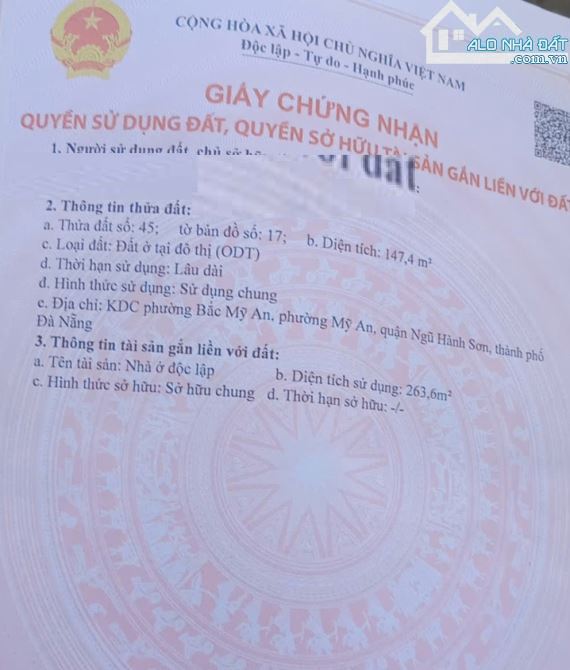 CỘNG HÒA XÃ HỘI CHỦ NGHĨA VIỆT NAM
Độc lập - Tự do - Hạnh phúc
ALO NHÀ ĐẤT
.com.vn
GIẤY CHỨNG NHẬN
QUYỀN SỬ DỤNG ĐẤT, QUYỀN SỞ HỮU TÀI SẢN GẮN LIỀN VỚI ĐẤT
1. Người sử dụng đất, chủ sở
đất
2. Thông tin thửa đất:
a. Thửa đất số: 45; tờ bản đồ số: 17; b. Diện tích: 147,4 m²
c. Loại đất: Đất ở tại đô thị (ODT)
d. Thời hạn sử dụng: Lâu dài
đ. Hình thức sử dụng: Sử dụng chung
e. Địa chỉ: KDC phường Bắc Mỹ An, phường Mỹ An, quận Ngũ Hành Sơn, thành phố
Đà Nẵng
3. Thông tin tài sản gắn liền với đất:
a. Tên tài sản: Nhà ở độc lập b. Diện tích sử dụng: 263,6m²
c. Hình thức sở hữu: Sở hữu chung d. Thời hạn sở hữu: -/-